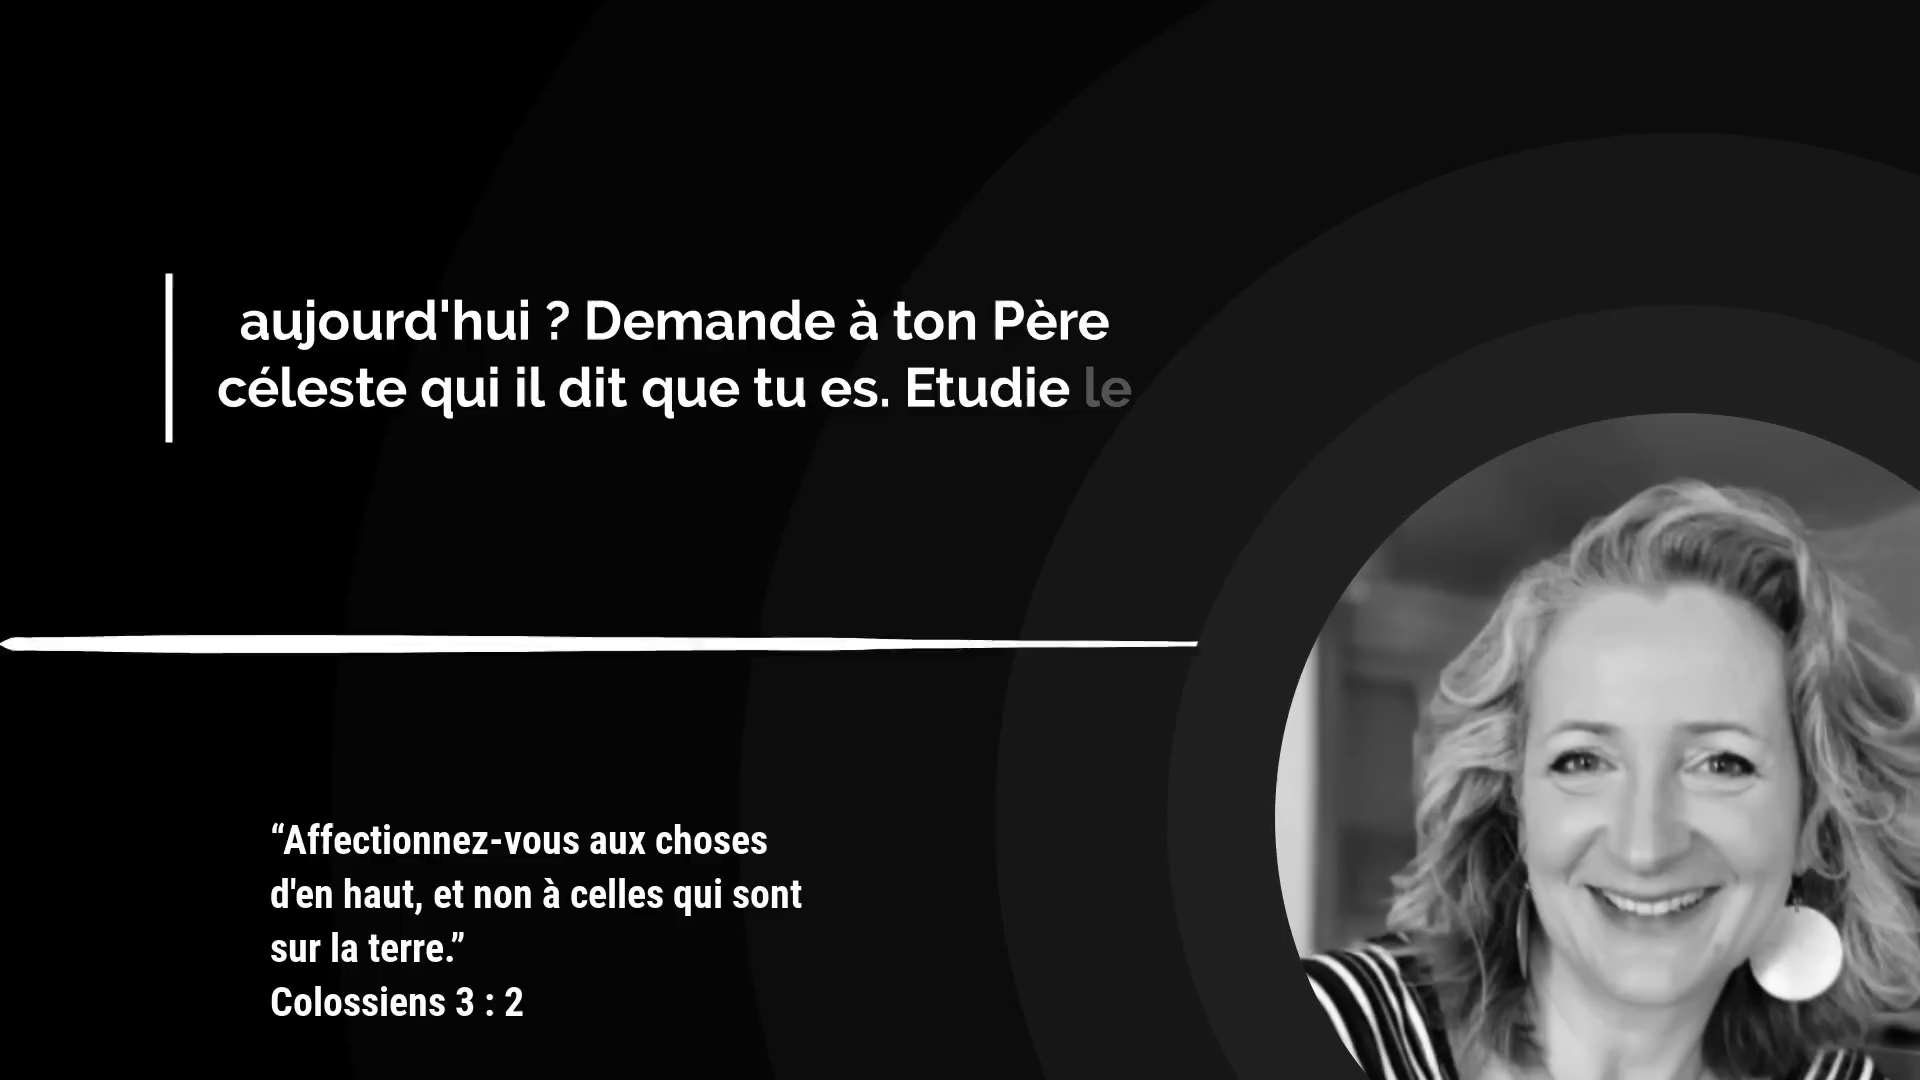 aujourd'hui ? Demande à ton Père
céleste qui il dit que tu es. Etudie le
“Affectionnez-vous aux choses
d'en haut, et non à celles qui sont
sur la terre.”
Colossiens 3 : 2